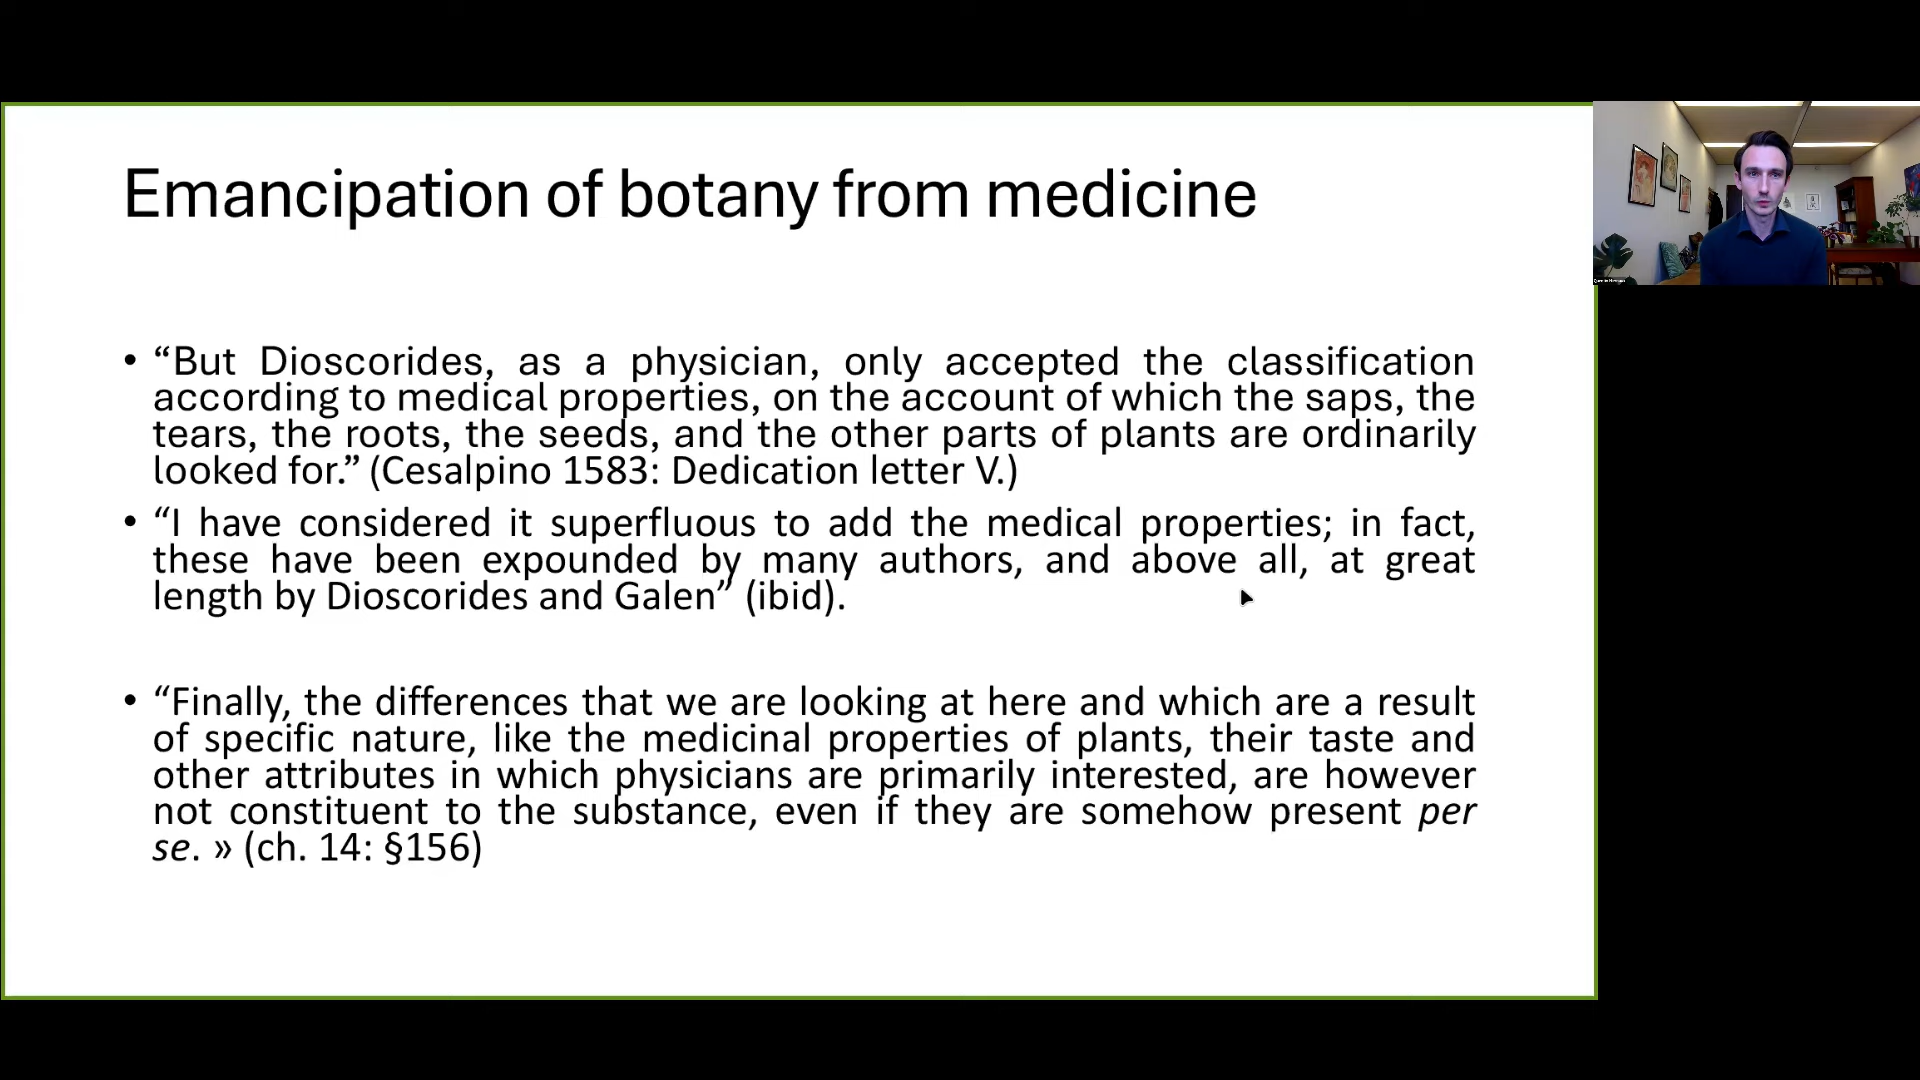 Emancipation of botany from medicine
• “But Dioscorides, as a physician, only accepted the classification
according to medical properties, on the account of which the saps, the
tears, the roots, the seeds, and the other parts of plants are ordinarily
looked for.” (Cesalpino 1583: Dedication letter V.)
• “I have considered it superfluous to add the medical properties; in fact,
these have been expounded by many authors, and above all, at great
length by Dioscorides and Galen” (ibid).
• “Finally, the differences that we are looking at here and which are a result
of specific nature, like the medicinal properties of plants, their taste and
other attributes in which physicians are primarily interested, are however
not constituent to the substance, even if they are somehow present per
se. » (ch. 14: §156)